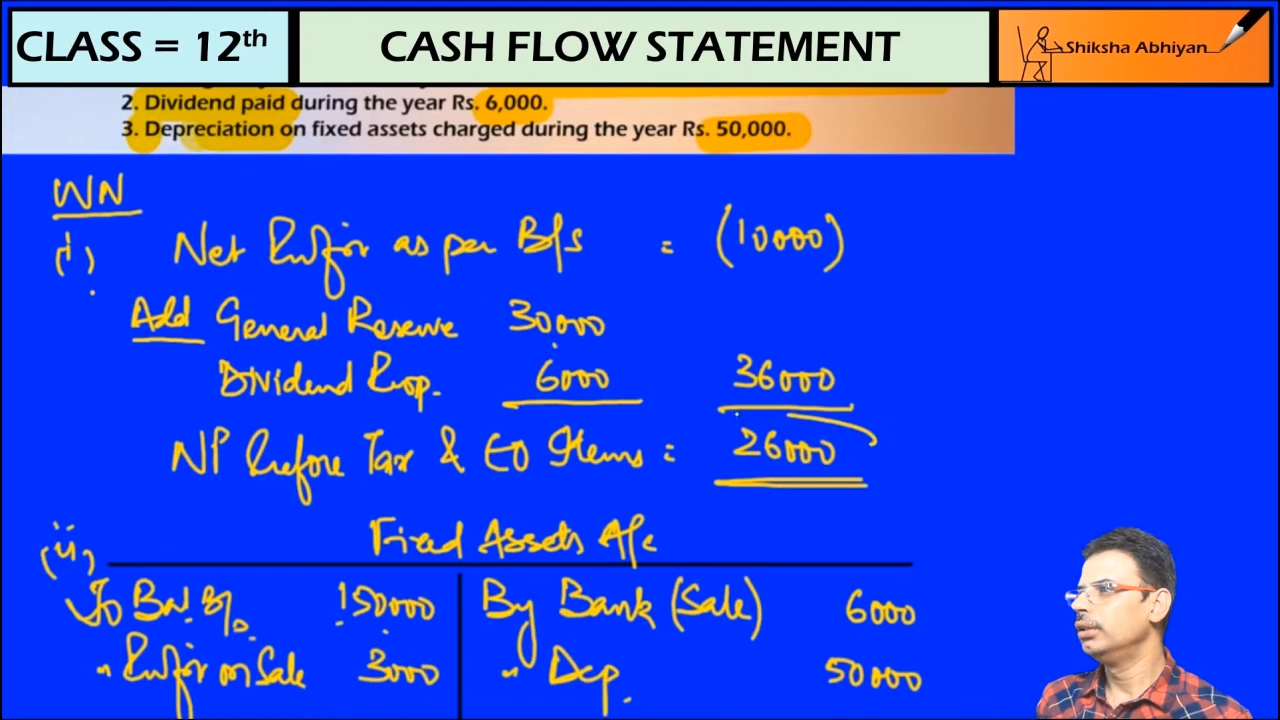 CLASS = 12th
CASH FLOW STATEMENT
Shiksha Abhiyan
2. Dividend paid during the year Rs. 6,000.
3. Depreciation on fixed assets charged during the year Rs. 50,000.
WN
(i) Net Profit as per B/s = (10000)
Add General Reserve 30000
Dividend Prop. 6000 36000
NP Before Tax & EO Items = 26000
(ii) Fixed Assets A/c
To Bal. B/D 150000 By Bank (Sale) 6000
" Profit on Sale 3000 " Dep. 50000